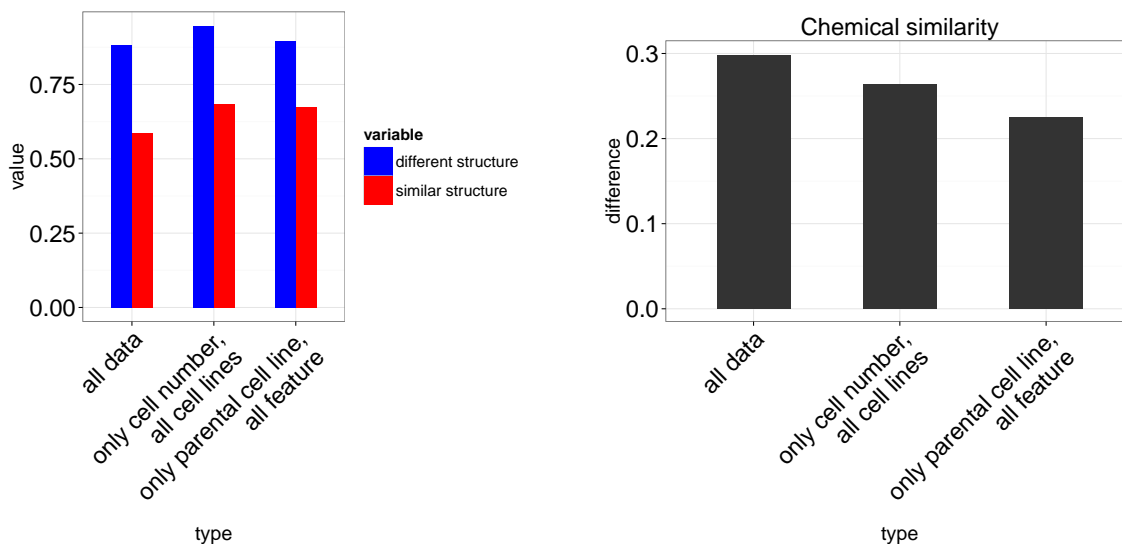 value
0.75
0.50
0.25
0.00
all data
only cell number,
all cell lines
only parental cell line,
all feature
type
variable
different structure
similar structure
Chemical similarity
difference
0.3
0.2
0.1
0.0
all data
only cell number,
all cell lines
only parental cell line,
all feature
type